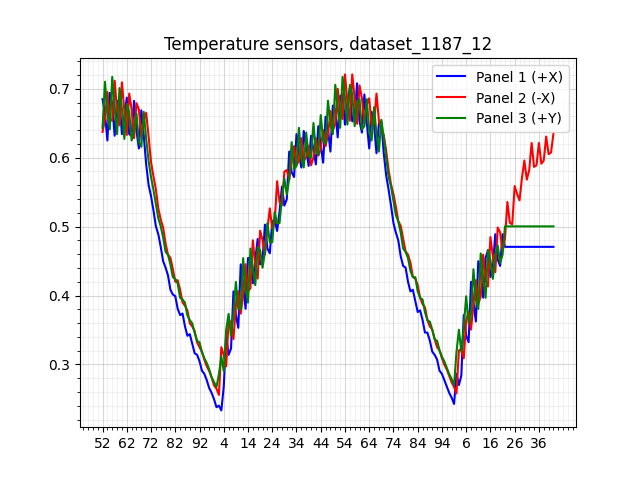 Temperature sensors, dataset_1187_12
Panel 1 (+X)
Panel 2 (-X)
Panel 3 (+Y)
0.7
0.6
0.5
0.4
0.3
52 62 72 82 92 4 14 24 34 44 54 64 74 84 94 6 16 26 36